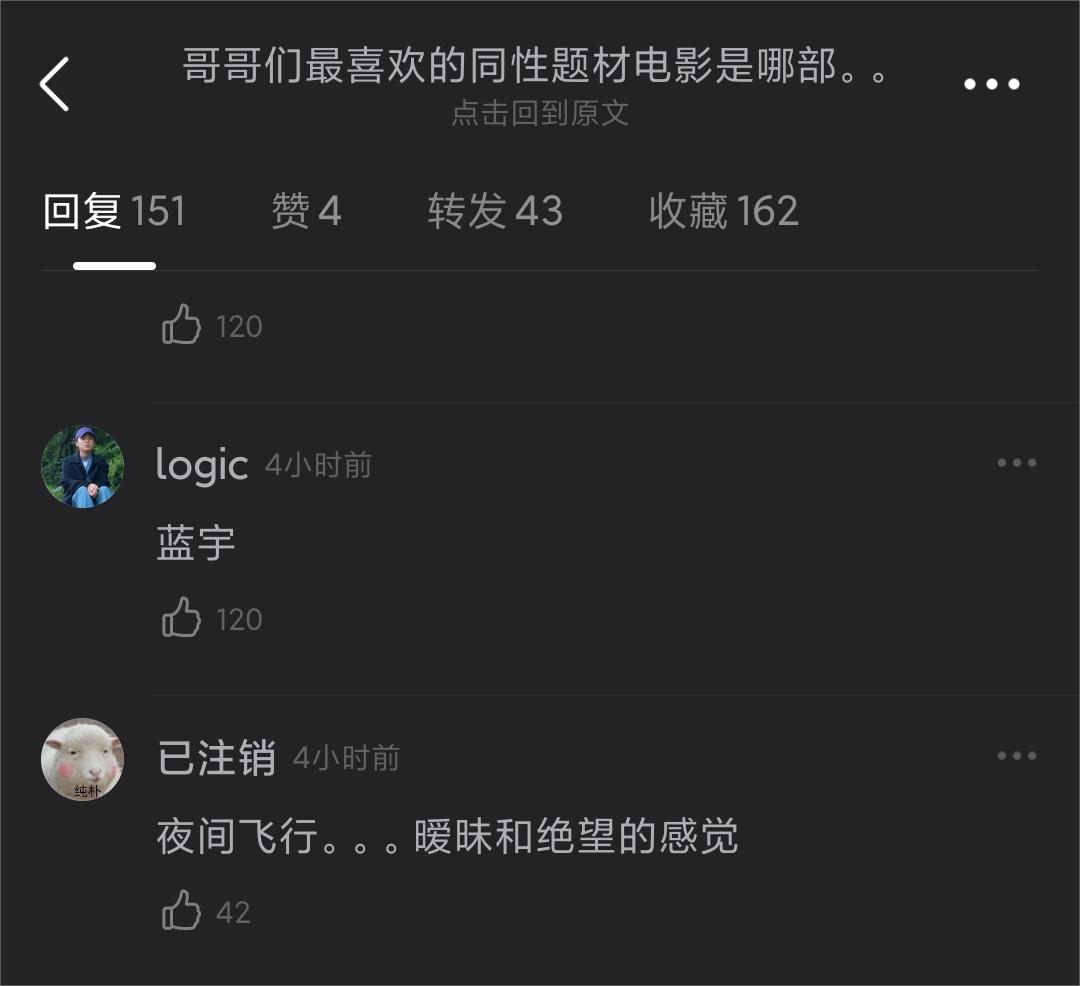 哥哥们最喜欢的同性题材电影是哪部。。
点击回到原文
回复 151 赞 4 转发 43 收藏 162
120
logic 4小时前
蓝宇
120
已注销 4小时前
纯朴
夜间飞行。。。暧昧和绝望的感觉
42